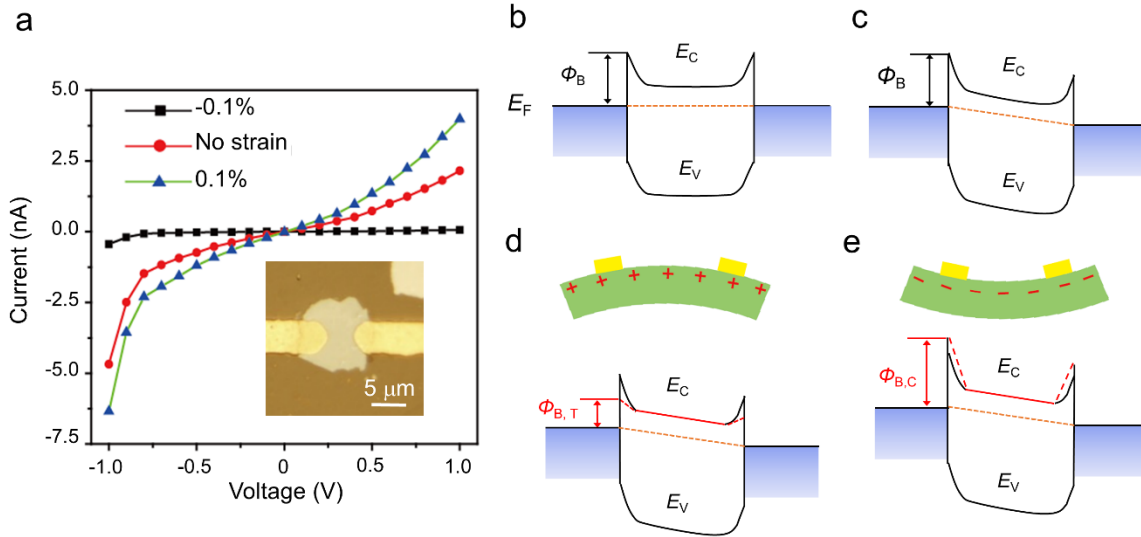 a
5.0
2.5
0.0
-2.5
-5.0
-7.5
Current (nA)
-0.1%
No strain
0.1%
5 μm
-1.0 -0.5 0 0.5 1.0
Voltage (V)
b
Φ_B
E_C
E_F
E_V
c
Φ_B
E_C
E_V
d
+ + + + + + +
E_C
Φ_B, T
E_V
e
- - - - - - -
E_C
Φ_B,C
E_V